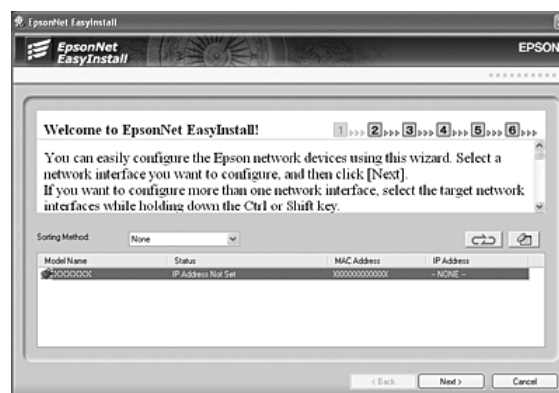 EpsonNet EasyInstall
EpsonNet
EasyInstall
EPSON
Welcome to EpsonNet EasyInstall!
1 2 3 4 5 6
You can easily configure the Epson network devices using this wizard. Select a
network interface you want to configure, and then click [Next].
If you want to configure more than one network interface, select the target network
interfaces while holding down the Ctrl or Shift key.
Sorting Method: None
Model Name Status MAC Address IP Address
IP Address Not Set -- NONE --
< Back Next > Cancel